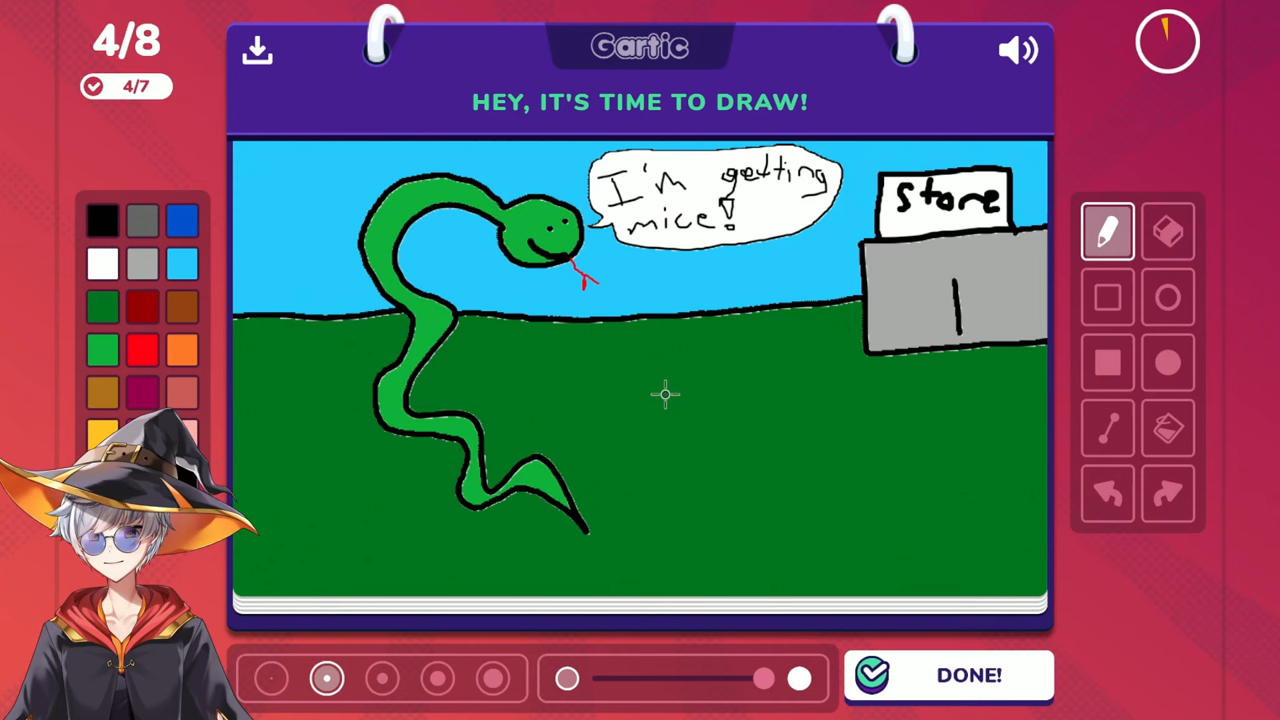 4/8
4/7
Gartic
HEY, IT'S TIME TO DRAW!
I'm getting
mice!
Store
DONE!